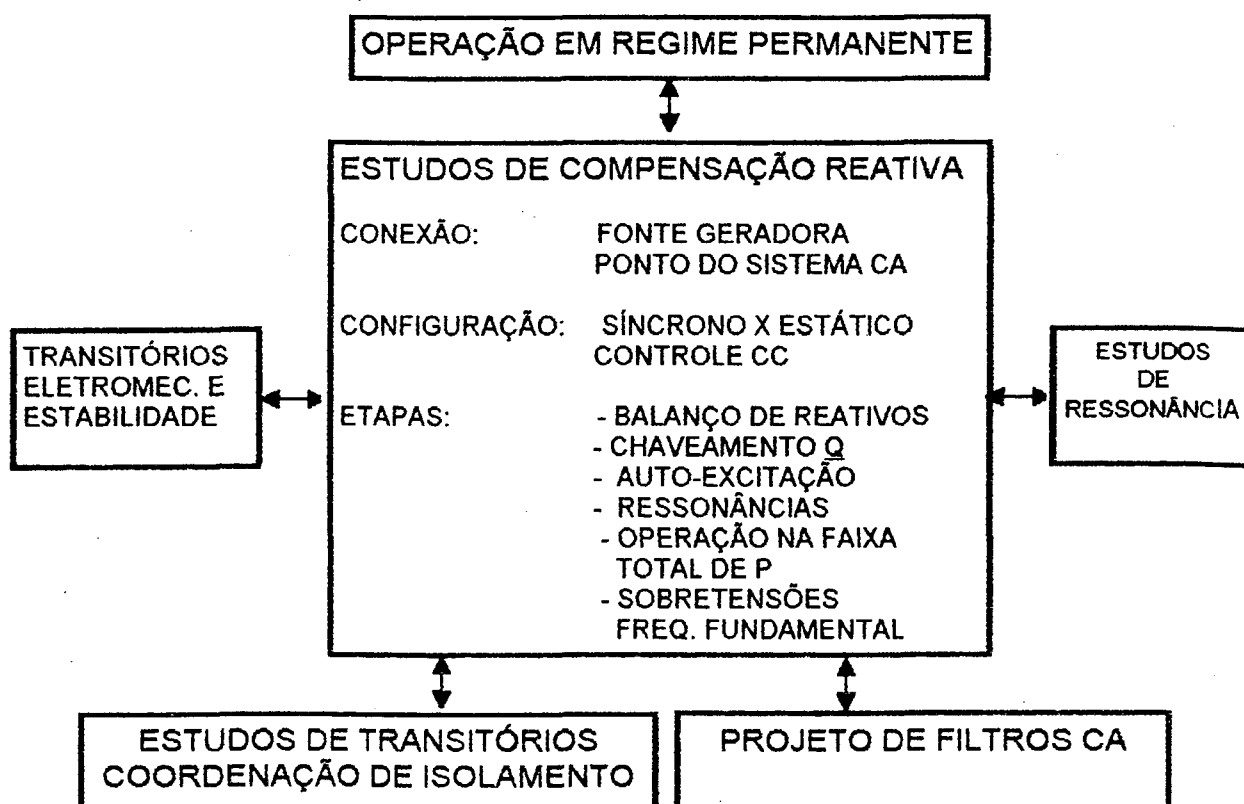 OPERAÇÃO EM REGIME PERMANENTE
ESTUDOS DE COMPENSAÇÃO REATIVA
CONEXÃO: FONTE GERADORA
PONTO DO SISTEMA CA
CONFIGURAÇÃO: SÍNCRONO X ESTÁTICO
CONTROLE CC
ETAPAS: - BALANÇO DE REATIVOS
- CHAVEAMENTO Q
- AUTO-EXCITAÇÃO
- RESSONÂNCIAS
- OPERAÇÃO NA FAIXA
TOTAL DE P
- SOBRETENSÕES
FREQ. FUNDAMENTAL
TRANSITÓRIOS
ELETROMEC. E
ESTABILIDADE
ESTUDOS
DE
RESSONÂNCIA
ESTUDOS DE TRANSITÓRIOS
COORDENAÇÃO DE ISOLAMENTO
PROJETO DE FILTROS CA